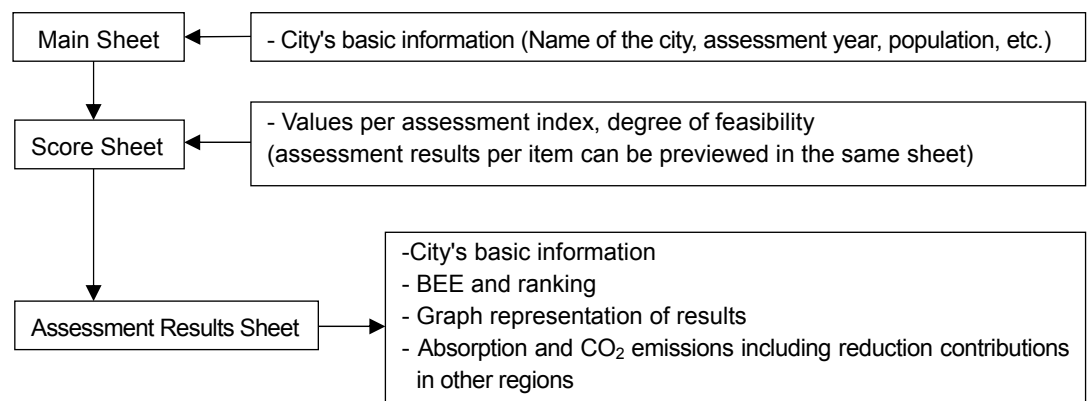 Main Sheet
- City's basic information (Name of the city, assessment year, population, etc.)
Score Sheet
- Values per assessment index, degree of feasibility
(assessment results per item can be previewed in the same sheet)
Assessment Results Sheet
-City's basic information
- BEE and ranking
- Graph representation of results
- Absorption and CO₂ emissions including reduction contributions
in other regions